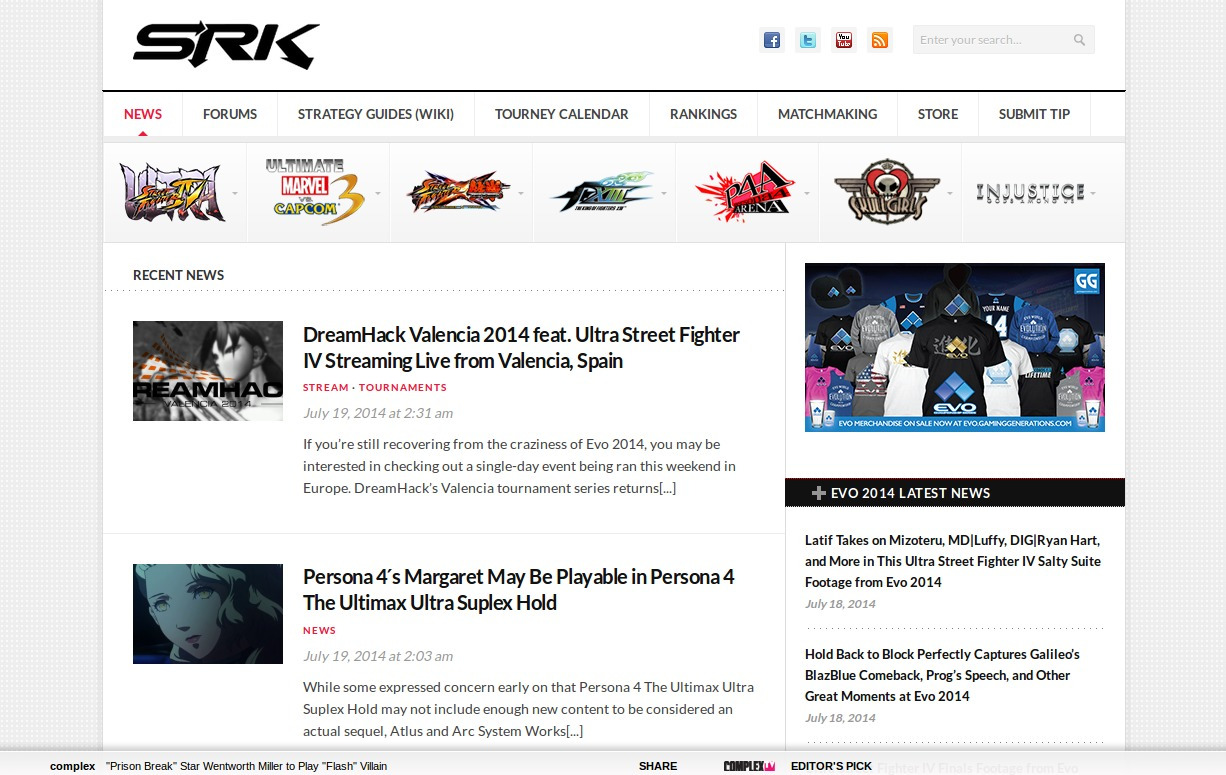 SRK
Enter your search...
NEWS FORUMS STRATEGY GUIDES (WIKI) TOURNEY CALENDAR RANKINGS MATCHMAKING STORE SUBMIT TIP
ULTRA STREET FIGHTER IV
ULTIMATE MARVEL VS. CAPCOM 3
XIII
P4A ARENA
SKULLGIRLS
INJUSTICE
RECENT NEWS
REAMHAC
VALENCIA 2014
DreamHack Valencia 2014 feat. Ultra Street Fighter
IV Streaming Live from Valencia, Spain
STREAM · TOURNAMENTS
July 19, 2014 at 2:31 am
If you’re still recovering from the craziness of Evo 2014, you may be
interested in checking out a single-day event being ran this weekend in
Europe. DreamHack’s Valencia tournament series returns[...]
Persona 4′s Margaret May Be Playable in Persona 4
The Ultimax Ultra Suplex Hold
NEWS
July 19, 2014 at 2:03 am
While some expressed concern early on that Persona 4 The Ultimax Ultra
Suplex Hold may not include enough new content to be considered an
actual sequel, Atlus and Arc System Works[...]
GG
YOUR NAME
14
進化
EVO
EVO MERCHANDISE ON SALE NOW AT EVO.GAMINGGENERATIONS.COM
EVO 2014 LATEST NEWS
Latif Takes on Mizoteru, MD|Luffy, DIG|Ryan Hart,
and More in This Ultra Street Fighter IV Salty Suite
Footage from Evo 2014
July 18, 2014
Hold Back to Block Perfectly Captures Galileo’s
BlazBlue Comeback, Prog’s Speech, and Other
Great Moments at Evo 2014
July 18, 2014
Fighter IV Finals Footage from Evo
complex "Prison Break" Star Wentworth Miller to Play "Flash" Villain SHARE COMPLEX EDITOR'S PICK